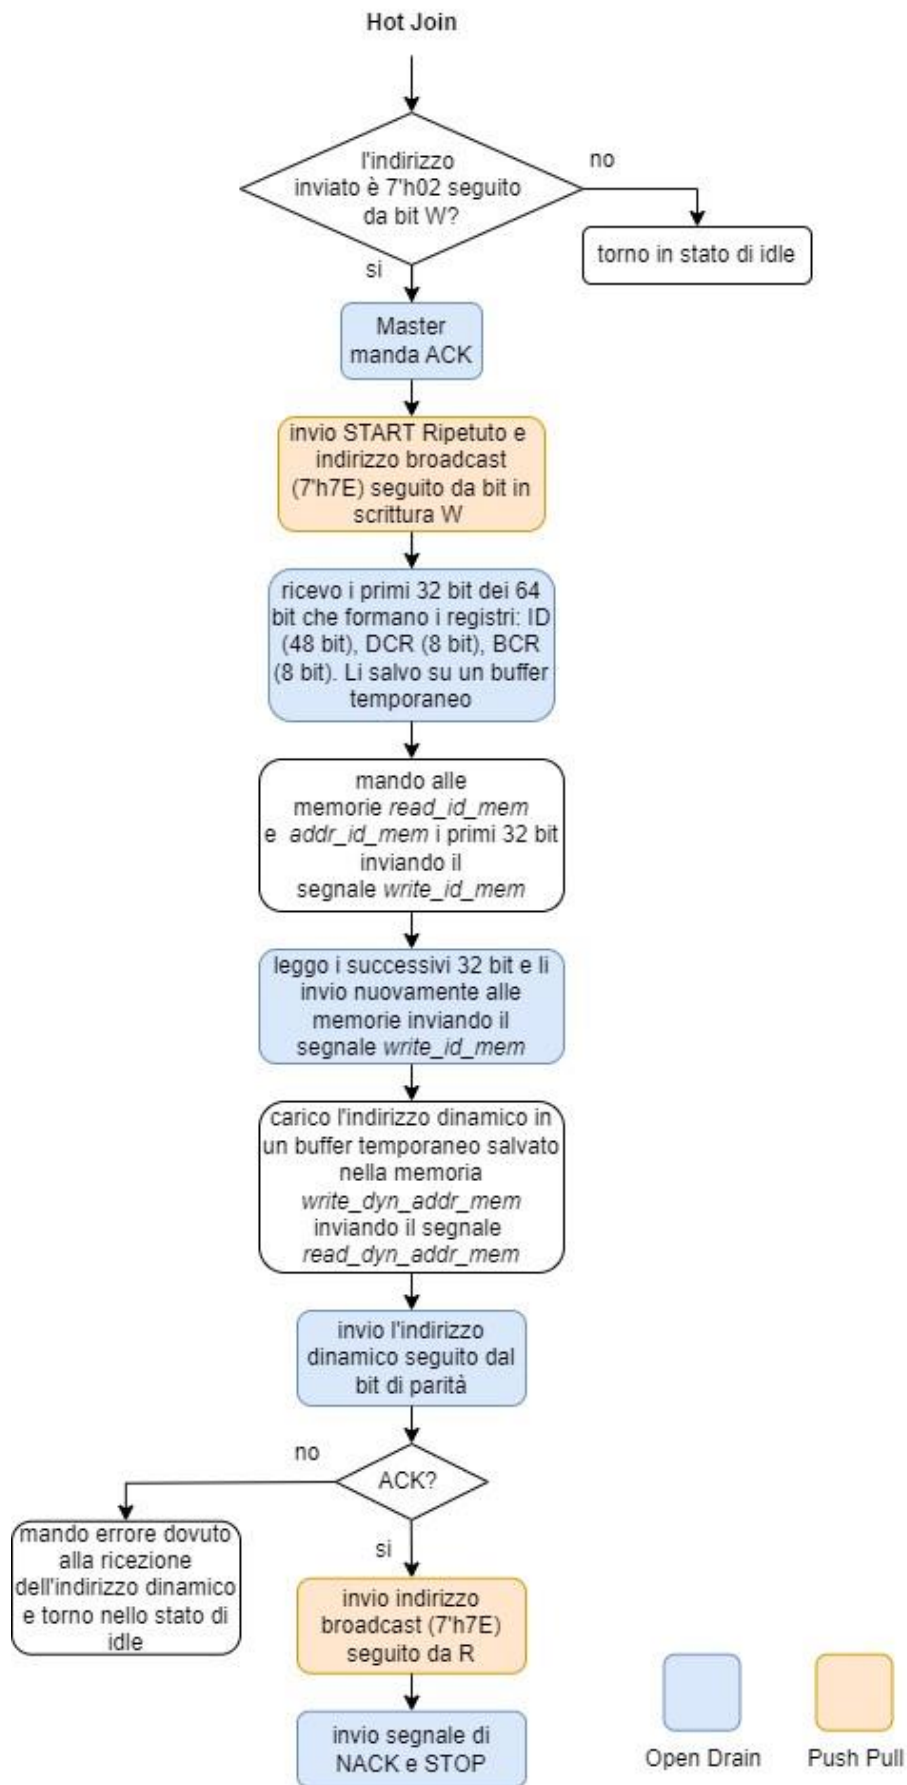 Hot Join
l'indirizzo
inviato è 7'h02 seguito
da bit W?
no
torno in stato di idle
si
Master
manda ACK
invio START Ripetuto e
indirizzo broadcast
(7'h7E) seguito da bit in
scrittura W
ricevo i primi 32 bit dei 64
bit che formano i registri: ID
(48 bit), DCR (8 bit), BCR
(8 bit). Li salvo su un buffer
temporaneo
mando alle
memorie read_id_mem
e addr_id_mem i primi 32 bit
inviando il
segnale write_id_mem
leggo i successivi 32 bit e li
invio nuovamente alle
memorie inviando il
segnale write_id_mem
carico l'indirizzo dinamico in
un buffer temporaneo salvato
nella memoria
write_dyn_addr_mem
inviando il segnale
read_dyn_addr_mem
invio l'indirizzo
dinamico seguito dal
bit di parità
no
ACK?
mando errore dovuto
alla ricezione
dell'indirizzo dinamico
e torno nello stato di
idle
si
invio indirizzo
broadcast (7'h7E)
seguito da R
invio segnale di
NACK e STOP
Open Drain
Push Pull